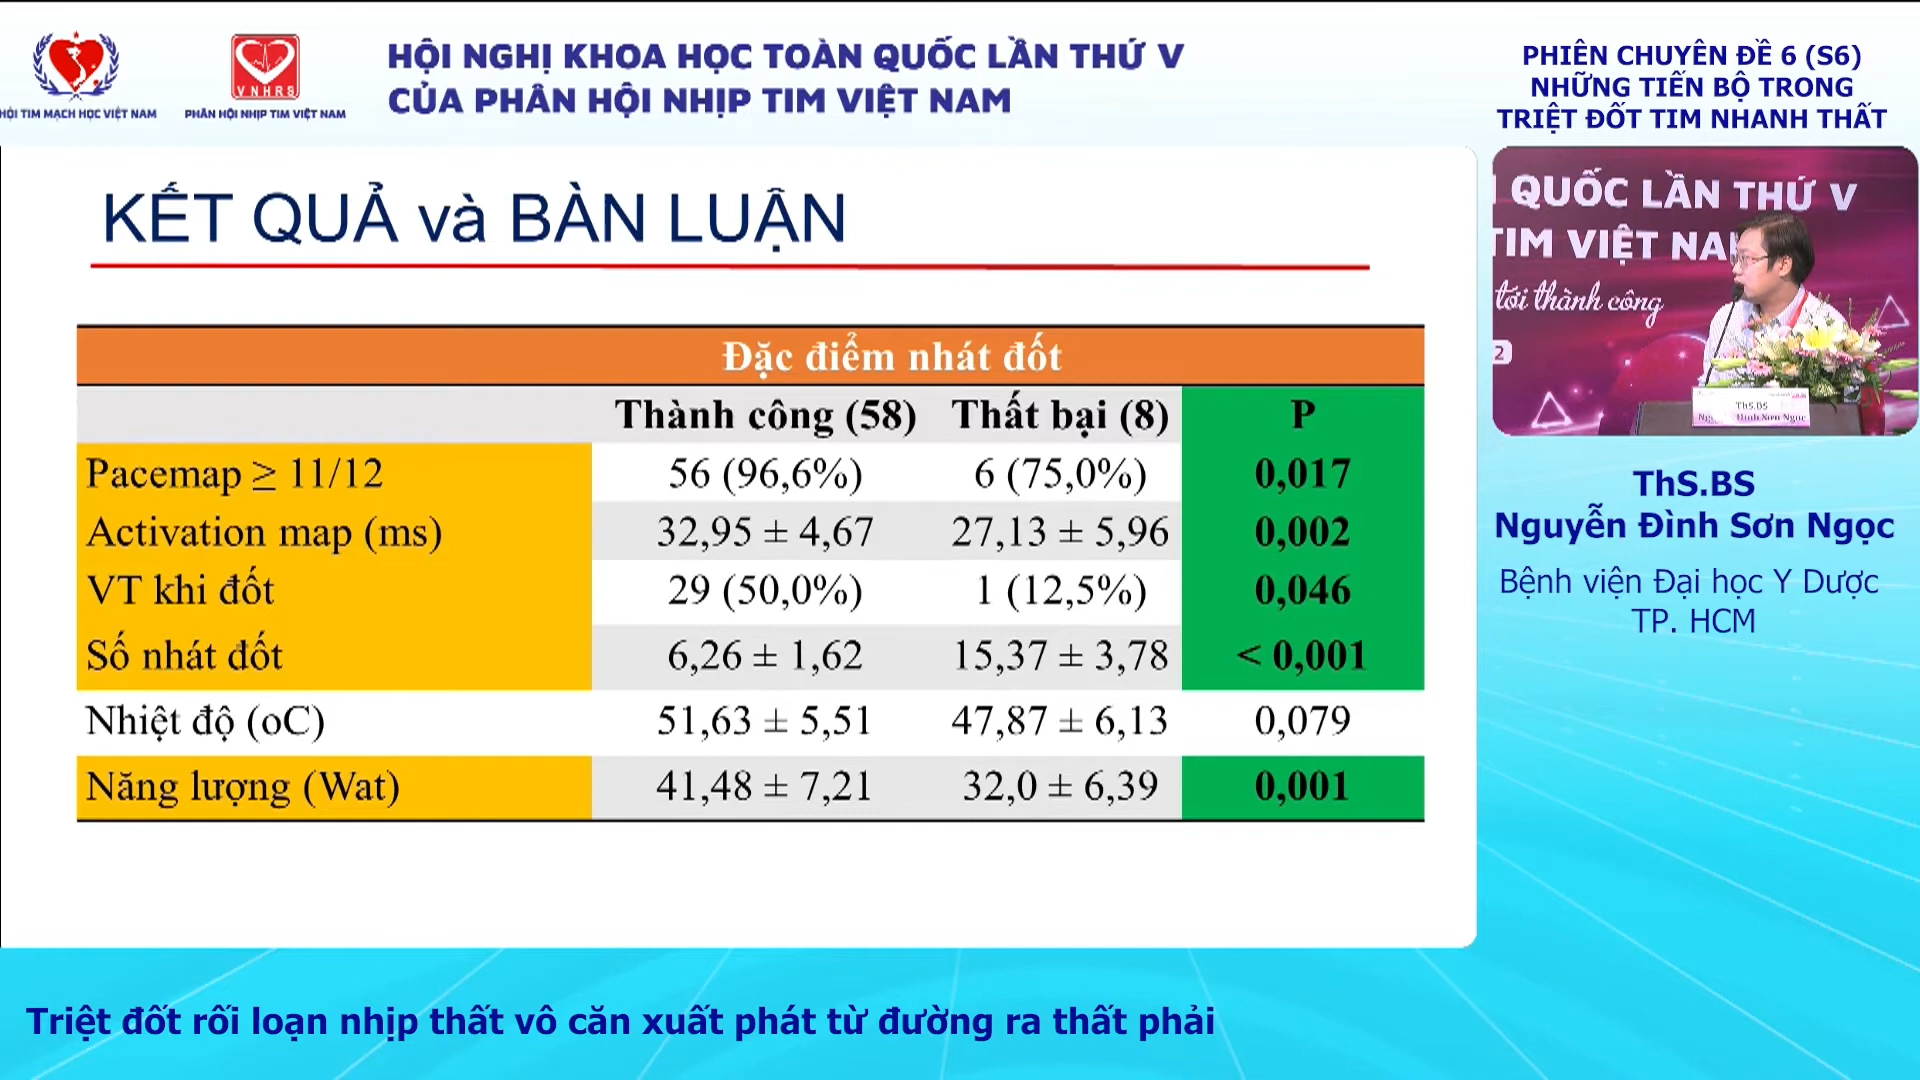 HỘI TIM MẠCH HỌC VIỆT NAM
VNHRS
PHÂN HỘI NHỊP TIM VIỆT NAM
HỘI NGHỊ KHOA HỌC TOÀN QUỐC LẦN THỨ V
CỦA PHÂN HỘI NHỊP TIM VIỆT NAM
PHIÊN CHUYÊN ĐỀ 6 (S6)
NHỮNG TIẾN BỘ TRONG
TRIỆT ĐỐT TIM NHANH THẤT
KẾT QUẢ và BÀN LUẬN
Đặc điểm nhát đốt
Thành công (58) Thất bại (8) P
Pacemap ≥ 11/12 56 (96,6%) 6 (75,0%) 0,017
Activation map (ms) 32,95 ± 4,67 27,13 ± 5,96 0,002
VT khi đốt 29 (50,0%) 1 (12,5%) 0,046
Số nhát đốt 6,26 ± 1,62 15,37 ± 3,78 < 0,001
Nhiệt độ (oC) 51,63 ± 5,51 47,87 ± 6,13 0,079
Năng lượng (Wat) 41,48 ± 7,21 32,0 ± 6,39 0,001
QUỐC LẦN THỨ V
TIM VIỆT NA
tới thành công
2
ThS.BS
Đình Sơn Ngọc
ThS.BS
Nguyễn Đình Sơn Ngọc
Bệnh viện Đại học Y Dược
TP. HCM
Triệt đốt rối loạn nhịp thất vô căn xuất phát từ đường ra thất phải